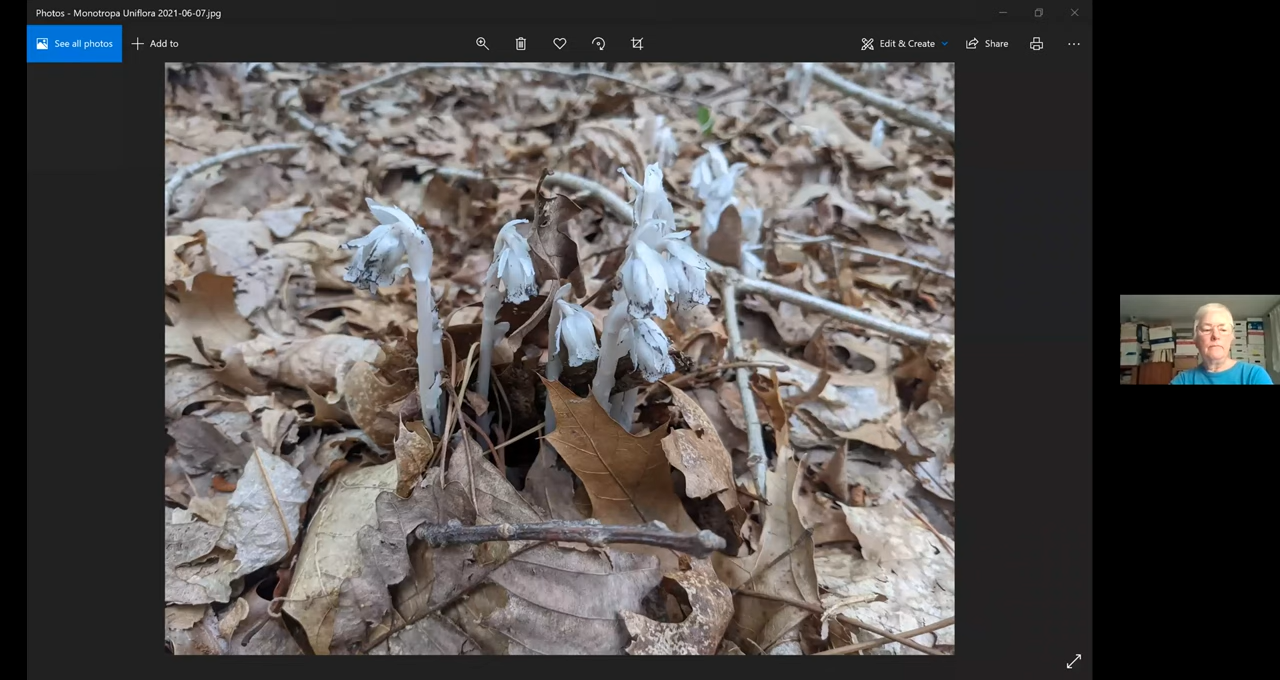 Photos - Monotropa Uniflora 2021-06-07.jpg
See all photos
Add to
Edit & Create
Share